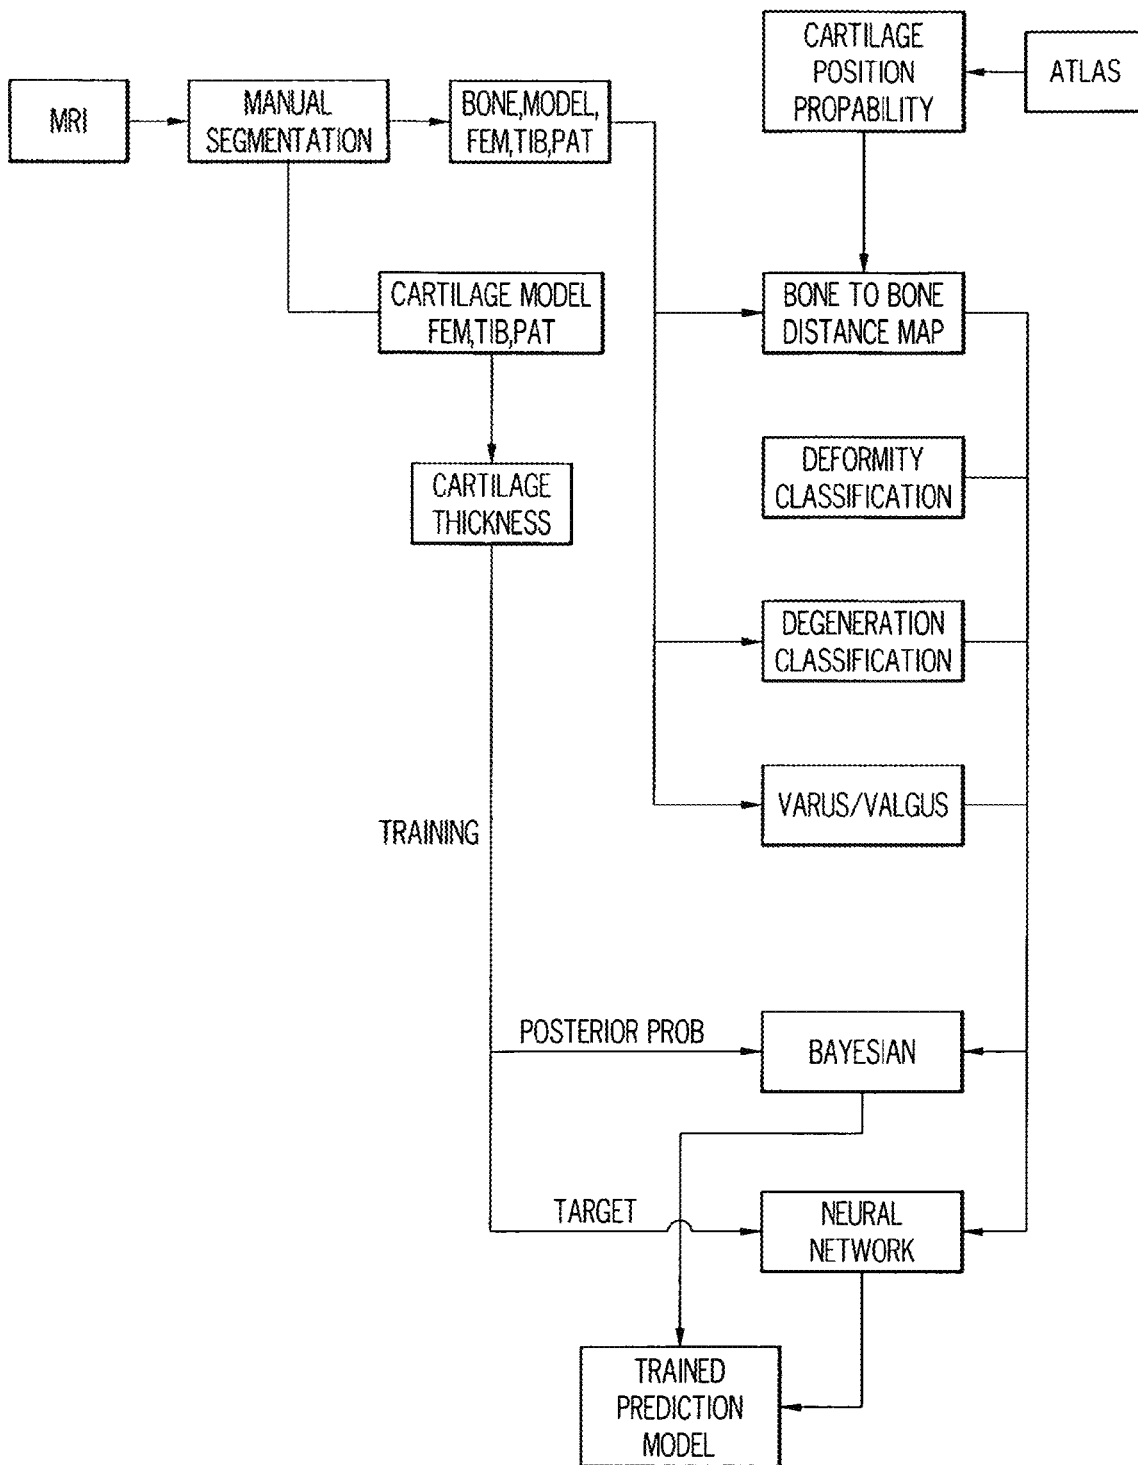 MRI
MANUAL
SEGMENTATION
BONE,MODEL,
FEM,TIB,PAT
CARTILAGE
POSITION
PROPABILITY
ATLAS
CARTILAGE MODEL
FEM,TIB,PAT
BONE TO BONE
DISTANCE MAP
CARTILAGE
THICKNESS
DEFORMITY
CLASSIFICATION
DEGENERATION
CLASSIFICATION
VARUS/VALGUS
TRAINING
POSTERIOR PROB
BAYESIAN
TARGET
NEURAL
NETWORK
TRAINED
PREDICTION
MODEL